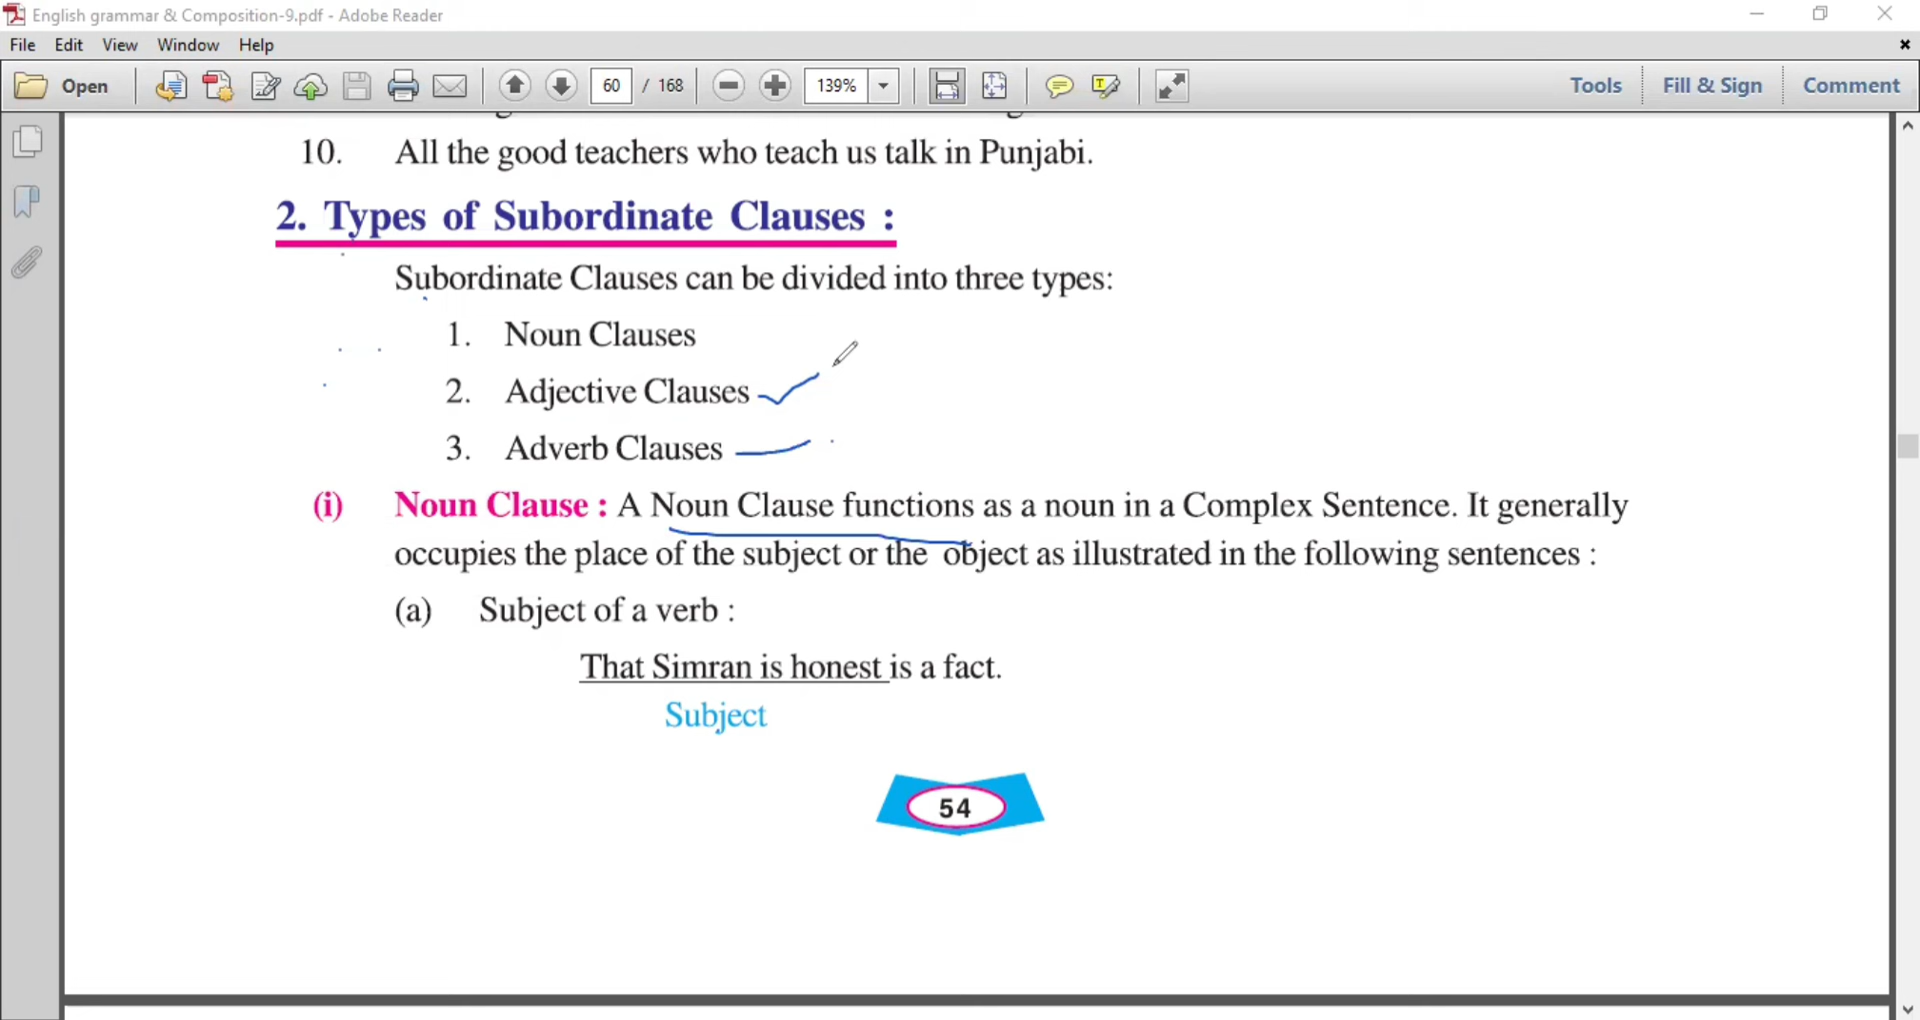 English grammar & Composition-9.pdf - Adobe Reader
File Edit View Window Help
Open 60 / 168 139% Tools Fill & Sign Comment
10. All the good teachers who teach us talk in Punjabi.
2. Types of Subordinate Clauses :
Subordinate Clauses can be divided into three types:
1. Noun Clauses
2. Adjective Clauses
3. Adverb Clauses
(i) Noun Clause : A Noun Clause functions as a noun in a Complex Sentence. It generally
occupies the place of the subject or the object as illustrated in the following sentences :
(a) Subject of a verb :
That Simran is honest is a fact.
Subject
54